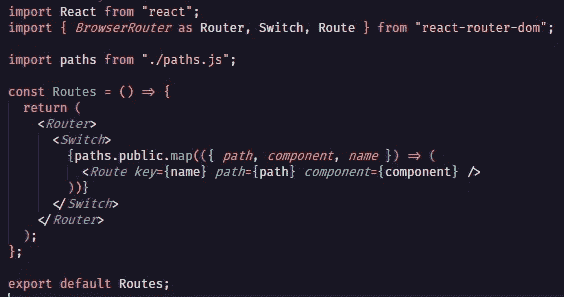 import React from "react";
import { BrowserRouter as Router, Switch, Route } from "react-router-dom";
import paths from "./paths.js";
const Routes = () => {
return (
<Router>
<Switch>
{paths.public.map(({ path, component, name }) => (
<Route key={name} path={path} component={component} />
))}
</Switch>
</Router>
);
};
export default Routes;